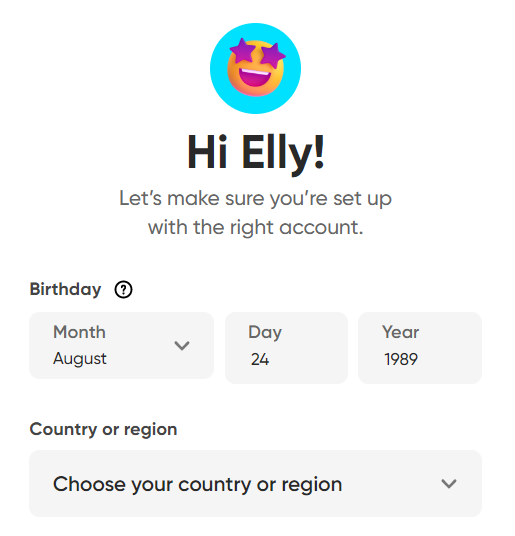 Hi Elly!
Let's make sure you're set up
with the right account.
Birthday ?
Month
August
Day
24
Year
1989
Country or region
Choose your country or region